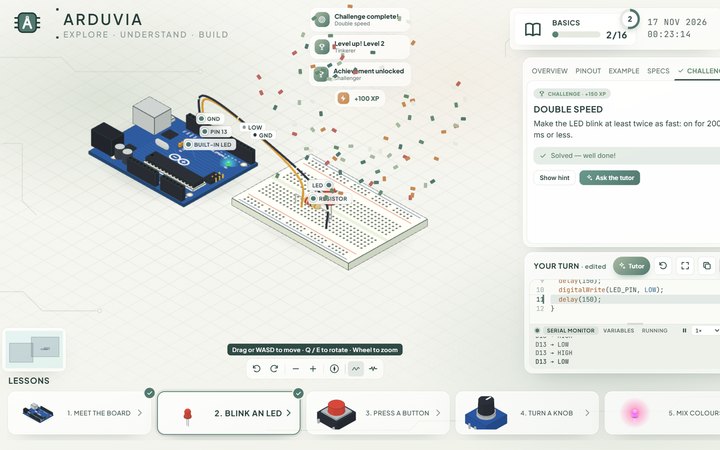 ARDUVIA
EXPLORE · UNDERSTAND · BUILD
Challenge complete!
Double speed
Level up! Level 2
Tinkerer
Achievement unlocked
Challenger
+100 XP
BASICS
2/16
2
17 NOV 2026
00:23:14
OVERVIEW PINOUT EXAMPLE SPECS ✓ CHALLENG
CHALLENGE · +150 XP
DOUBLE SPEED
Make the LED blink at least twice as fast: on for 200
ms or less.
✓ Solved — well done!
Show hint Ask the tutor
GND
PIN 13
BUILT-IN LED
LOW
GND
LED
RESISTOR
YOUR TURN · edited Tutor
9 delay(150);
10 digitalWrite(LED_PIN, LOW);
11 delay(150);
12 }
SERIAL MONITOR VARIABLES RUNNING 1×
D13 → HIGH
D13 → LOW
D13 → HIGH
D13 → LOW
Drag or WASD to move · Q / E to rotate · Wheel to zoom
LESSONS
1. MEET THE BOARD
2. BLINK AN LED
3. PRESS A BUTTON
4. TURN A KNOB
5. MIX COLOUR